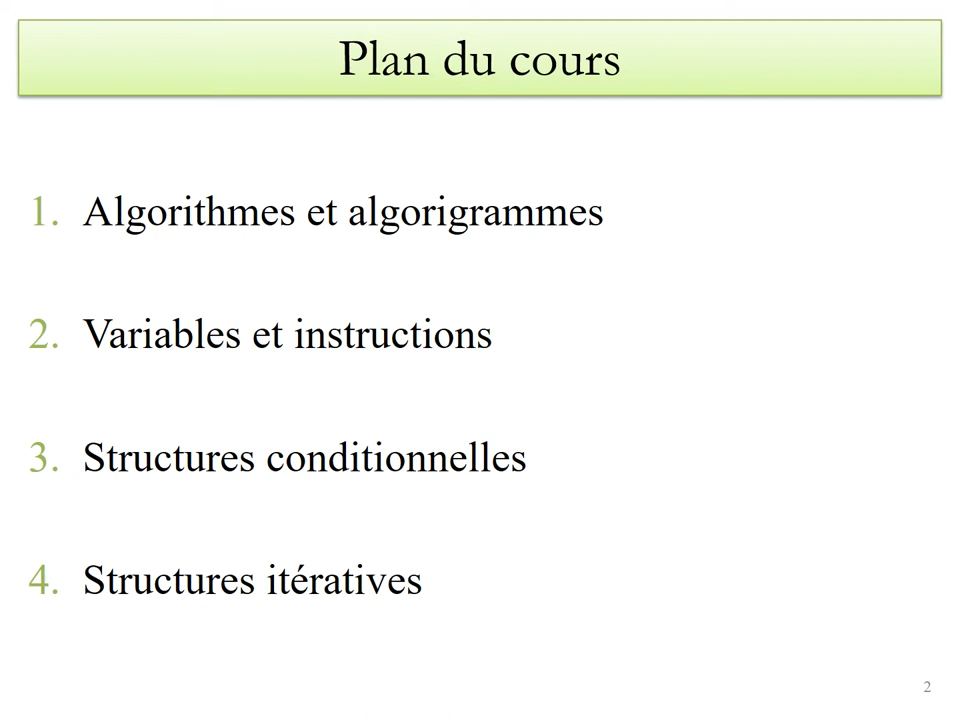 Plan du cours
1. Algorithmes et algorigrammes
2. Variables et instructions
3. Structures conditionnelles
4. Structures itératives
2